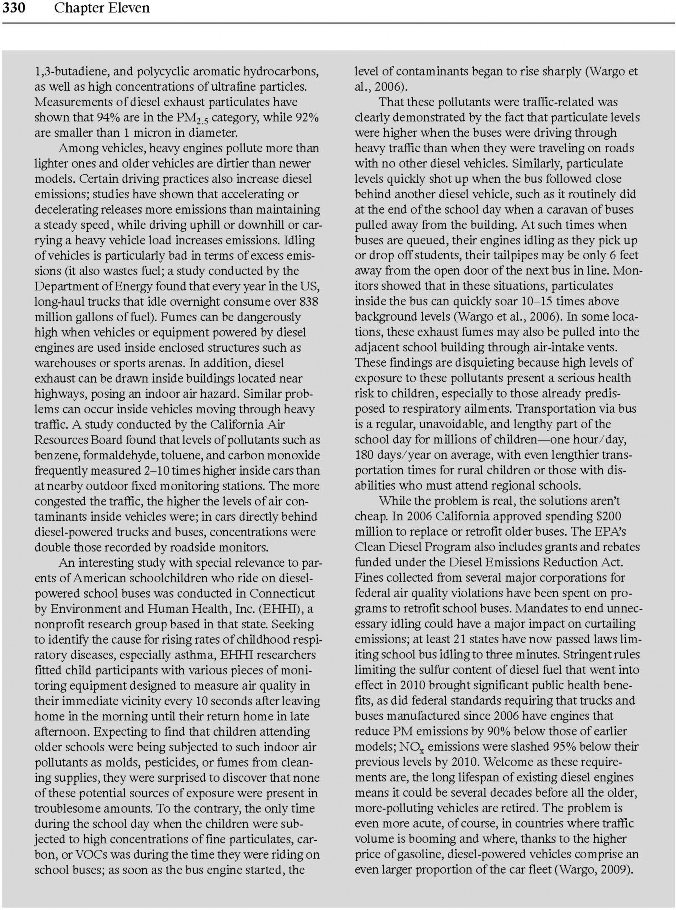 330 Chapter Eleven
1,3-butadiene, and polycyclic aromatic hydrocarbons,
as well as high concentrations of ultrafine particles.
Measurements of diesel exhaust particulates have
shown that 94% are in the PM2.5 category, while 92%
are smaller than 1 micron in diameter.
Among vehicles, heavy engines pollute more than
lighter ones and older vehicles are dirtier than newer
models. Certain driving practices also increase diesel
emissions; studies have shown that accelerating or
decelerating releases more emissions than maintaining
a steady speed, while driving uphill or downhill or car-
rying a heavy vehicle load increases emissions. Idling
of vehicles is particularly bad in terms of excess emis-
sions (it also wastes fuel; a study conducted by the
Department of Energy found that every year in the US,
long-haul trucks that idle overnight consume over 838
million gallons of fuel). Fumes can be dangerously
high when vehicles or equipment powered by diesel
engines are used inside enclosed structures such as
warehouses or sports arenas. In addition, diesel
exhaust can be drawn inside buildings located near
highways, posing an indoor air hazard. Similar prob-
lems can occur inside vehicles moving through heavy
traffic. A study conducted by the California Air
Resources Board found that levels of pollutants such as
benzene, formaldehyde, toluene, and carbon monoxide
frequently measured 2–10 times higher inside cars than
at nearby outdoor fixed monitoring stations. The more
congested the traffic, the higher the levels of air con-
taminants inside vehicles were; in cars directly behind
diesel-powered trucks and buses, concentrations were
double those recorded by roadside monitors.
An interesting study with special relevance to par-
ents of American schoolchildren who ride on diesel-
powered school buses was conducted in Connecticut
by Environment and Human Health, Inc. (EHHI), a
nonprofit research group based in that state. Seeking
to identify the cause for rising rates of childhood respi-
ratory diseases, especially asthma, EHHI researchers
fitted child participants with various pieces of moni-
toring equipment designed to measure air quality in
their immediate vicinity every 10 seconds after leaving
home in the morning until their return home in late
afternoon. Expecting to find that children attending
older schools were being subjected to such indoor air
pollutants as molds, pesticides, or fumes from clean-
ing supplies, they were surprised to discover that none
of these potential sources of exposure were present in
troublesome amounts. To the contrary, the only time
during the school day when the children were sub-
jected to high concentrations of fine particulates, car-
bon, or VOCs was during the time they were riding on
school buses; as soon as the bus engine started, the
level of contaminants began to rise sharply (Wargo et
al., 2006).
That these pollutants were traffic-related was
clearly demonstrated by the fact that particulate levels
were higher when the buses were driving through
heavy traffic than when they were traveling on roads
with no other diesel vehicles. Similarly, particulate
levels quickly shot up when the bus followed close
behind another diesel vehicle, such as it routinely did
at the end of the school day when a caravan of buses
pulled away from the building. At such times when
buses are queued, their engines idling as they pick up
or drop off students, their tailpipes may be only 6 feet
away from the open door of the next bus in line. Mon-
itors showed that in these situations, particulates
inside the bus can quickly soar 10–15 times above
background levels (Wargo et al., 2006). In some loca-
tions, these exhaust fumes may also be pulled into the
adjacent school building through air-intake vents.
These findings are disquieting because high levels of
exposure to these pollutants present a serious health
risk to children, especially to those already predis-
posed to respiratory ailments. Transportation via bus
is a regular, unavoidable, and lengthy part of the
school day for millions of children—one hour/day,
180 days/year on average, with even lengthier trans-
portation times for rural children or those with dis-
abilities who must attend regional schools.
While the problem is real, the solutions aren't
cheap. In 2006 California approved spending $200
million to replace or retrofit older buses. The EPA's
Clean Diesel Program also includes grants and rebates
funded under the Diesel Emissions Reduction Act.
Fines collected from several major corporations for
federal air quality violations have been spent on pro-
grams to retrofit school buses. Mandates to end unnec-
essary idling could have a major impact on curtailing
emissions; at least 21 states have now passed laws lim-
iting school bus idling to three minutes. Stringent rules
limiting the sulfur content of diesel fuel that went into
effect in 2010 brought significant public health bene-
fits, as did federal standards requiring that trucks and
buses manufactured since 2006 have engines that
reduce PM emissions by 90% below those of earlier
models; NOx emissions were slashed 95% below their
previous levels by 2010. Welcome as these require-
ments are, the long lifespan of existing diesel engines
means it could be several decades before all the older,
more-polluting vehicles are retired. The problem is
even more acute, of course, in countries where traffic
volume is booming and where, thanks to the higher
price of gasoline, diesel-powered vehicles comprise an
even larger proportion of the car fleet (Wargo, 2009).